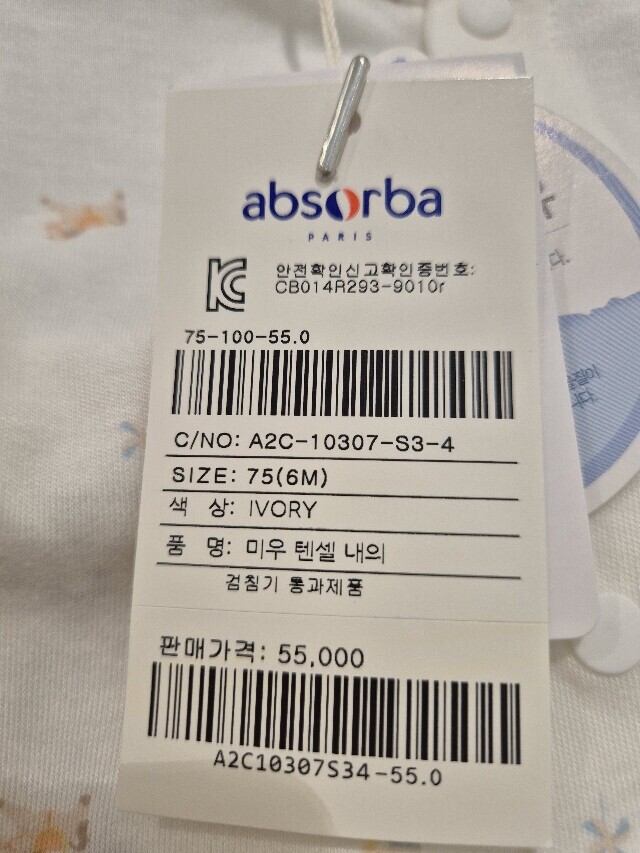 absorba
PARIS
안전확인신고확인증번호:
CB014R293-9010r
75-100-55.0
C/NO: A2C-10307-S3-4
SIZE: 75(6M)
색 상: IVORY
품 명: 미우 텐셀 내의
검침기 통과제품
판매가격: 55,000
A2C10307S34-55.0